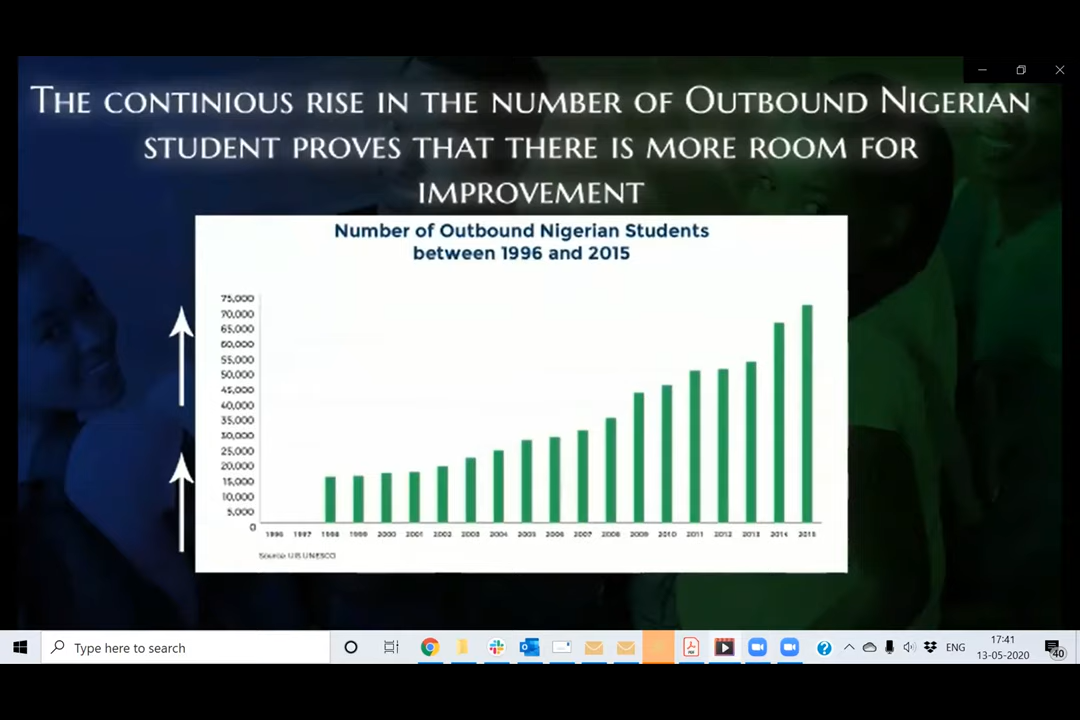 THE CONTINIOUS RISE IN THE NUMBER OF OUTBOUND NIGERIAN
STUDENT PROVES THAT THERE IS MORE ROOM FOR
IMPROVEMENT
Number of Outbound Nigerian Students
between 1996 and 2015
75,000
70,000
65,000
60,000
55,000
50,000
45,000
40,000
35,000
30,000
25,000
20,000
15,000
10,000
5,000
0
1996 1997 1998 1999 2000 2001 2002 2003 2004 2005 2006 2007 2008 2009 2010 2011 2012 2013 2014 2015
Source UIS UNESCO
Type here to search
ENG
17:41
13-05-2020
40